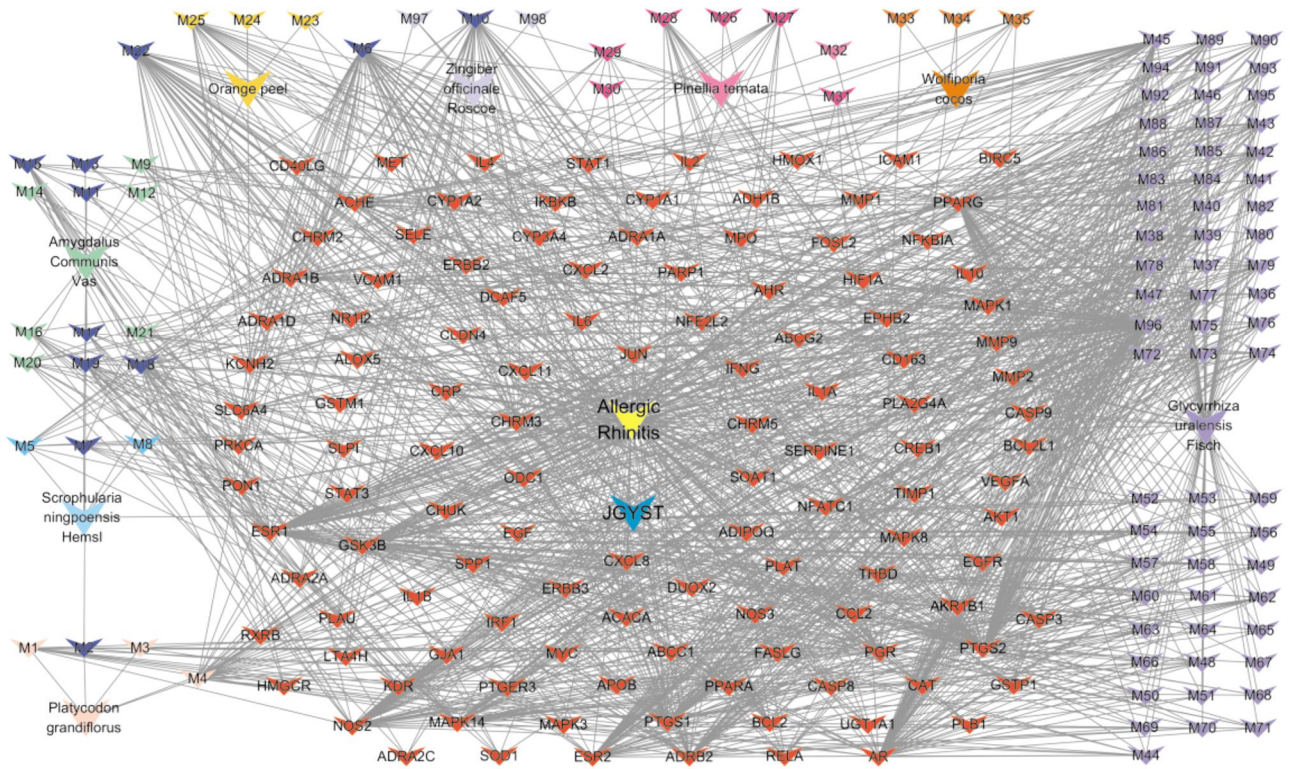 M25 M24 M23 M97 M10 M98 M28 M26 M27 M33 M34 M35
M22 M6 M29 M32 M45 M89 M90
Orange peel
Zingiber
officinale
Roscoe
M30
Pinellia ternata
M31
Wolfiporia
cocos
M94 M91 M93
M92 M46 M95
M88 M87 M43
M86 M85 M42
M83 M84 M41
M81 M40 M82
M38 M39 M80
M78 M37 M79
M47 M77 M36
M96 M75 M76
M72 M73 M74
M9
M14 M11 M12
Amygdalus
Communis
Vas
M16 M21
M20 M19
M5 M8
Scrophularia
ningpoensis
Hemsl
M1 M3
M4
Platycodon
grandiflorus
CD40LG MET IL4 STAT1 IL2 HMOX1 ICAM1 BIRC5
ACHE CYP1A2 IKBKB CYP1A1 ADH1B MMP1 PPARG
CHRM2 SELE CYP3A4 ADRA1A MPO FOSL2 NFKBIA
ADRA1B VCAM1 ERBB2 CXCL2 PARP1 AHR HIF1A IL10
DCAF5 MAPK1
ADRA1D NR1I2 CLDN4 IL6 NFE2L2 ABCG2 EPHB2 MMP9
KCNH2 ALOX5 CXCL11 JUN IFNG CD163 MMP2
SLC6A4 GSTM1 CRP IL1A PLA2G4A CASP9
Allergic
Rhinitis
CHRM3 CHRM5
PRKCA SLPI CXCL10 SERPINE1 CREB1 BCL2L1
PON1 STAT3 ODC1 SOAT1 TIMP1 VEGFA
CHUK JGYST NFATC1 AKT1
ESR1 GSK3B EGF ADIPOQ MAPK8
ADRA2A SPP1 CXCL8 PLAT THBD EGFR
IL1B ERBB3 DUOX2 AKR1B1
PLAU IRF1 ACACA NOS3 CCL2 CASP3
RXRB LTA4H GJA1 MYC ABCC1 FASLG PGR PTGS2
HMGCR KDR PTGER3 APOB PPARA CASP8 CAT GSTP1
NOS2 MAPK14 MAPK3 PTGS1 BCL2 UGT1A1 PLB1
ADRA2C SOD1 ESR2 ADRB2 RELA AR
Glycyrrhiza
uralensis
Fisch
M52 M53 M59
M54 M55 M56
M57 M58 M49
M60 M61 M62
M63 M64 M65
M66 M48 M67
M50 M51 M68
M69 M70 M71
M44